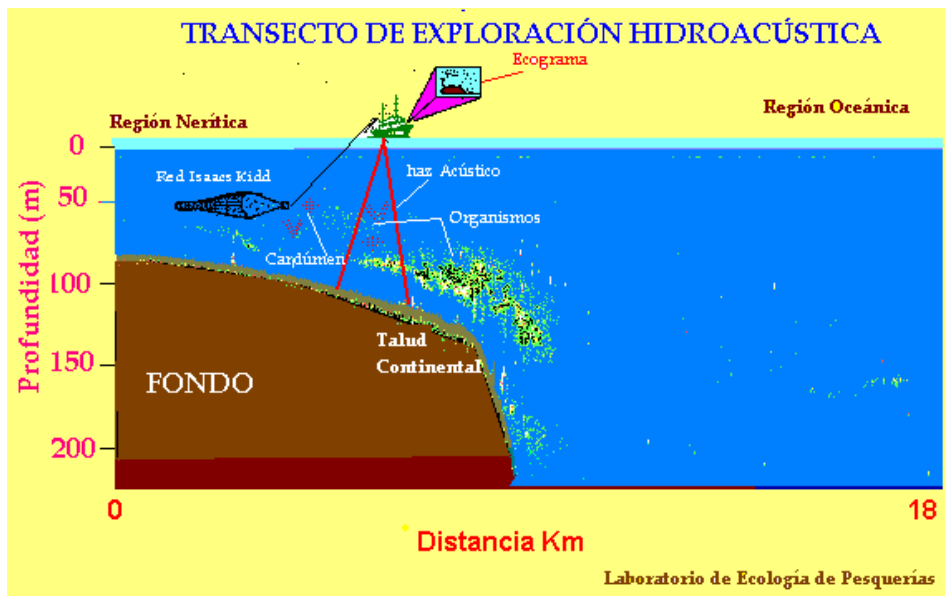 TRANSECTO DE EXPLORACIÓN HIDROACÚSTICA
Ecograma
Región Nerítica
Región Oceánica
0
Red Isaacs Kidd
haz Acústico
50
Organismos
Cardúmen
100
Profundidad (m)
Talud
Continental
150
FONDO
200
0
18
Distancia Km
Laboratorio de Ecología de Pesquerías